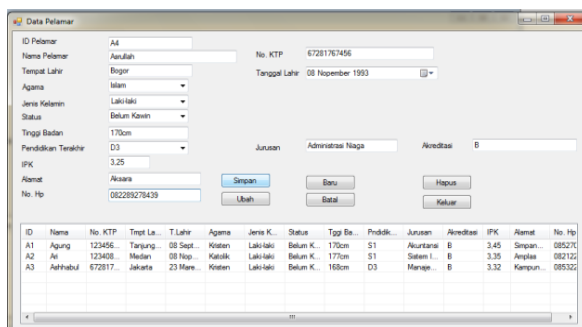 Data Pelamar
ID Pelamar A4
Nama Pelamar Asrullah No. KTP 67281767456
Tempat Lahir Bogor Tanggal Lahir 08 Nopember 1993
Agama Islam
Jenis Kelamin Laki-laki
Status Belum Kawin
Tinggi Badan 170cm
Pendidikan Terakhir D3 Jurusan Administrasi Niaga Akreditasi B
IPK 3,25
Alamat Aksara Simpan Baru Hapus
No. Hp 082289278439 Ubah Batal Keluar
ID Nama No. KTP Tmpt La... T.Lahir Agama Jenis K... Status Tggi Ba... Pndidik... Jurusan Akreditasi IPK Alamat No. Hp
A1 Agung 123456... Tanjung... 08 Sept... Kristen Laki-laki Belum K... 170cm S1 Akuntansi B 3,45 Simpan... 085270
A2 Ari 123408... Medan 08 Nop... Katolik Laki-laki Belum K... 177cm S1 Sistem I... B 3,35 Amplas 082122
A3 Ashhabul 672817... Jakarta 23 Mare... Kristen Laki-laki Belum K... 168cm D3 Manaje... B 3,32 Kampun... 085322